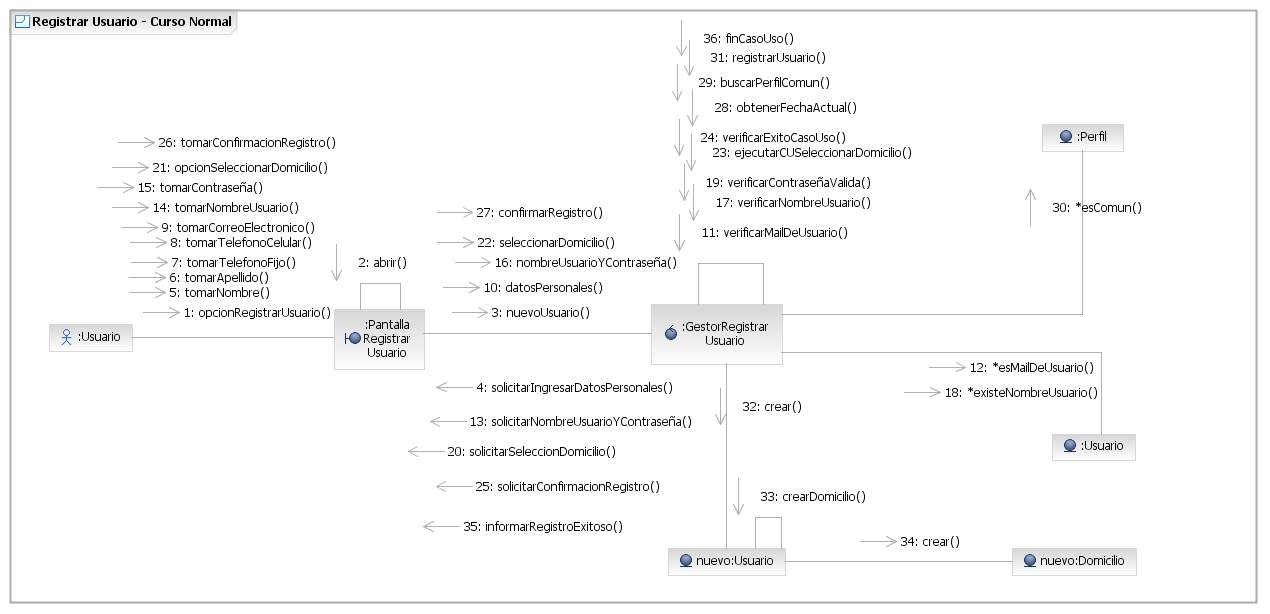 Registrar Usuario - Curso Normal
36: finCasoUso()
31: registrarUsuario()
29: buscarPerfilComun()
28: obtenerFechaActual()
24: verificarExitoCasoUso()
23: ejecutarCUSeleccionarDomicilio()
19: verificarContraseñaValida()
17: verificarNombreUsuario()
11: verificarMailDeUsuario()
26: tomarConfirmacionRegistro()
21: opcionSeleccionarDomicilio()
15: tomarContraseña()
14: tomarNombreUsuario()
9: tomarCorreoElectronico()
8: tomarTelefonoCelular()
7: tomarTelefonoFijo()
6: tomarApellido()
5: tomarNombre()
1: opcionRegistrarUsuario()
2: abrir()
27: confirmarRegistro()
22: seleccionarDomicilio()
16: nombreUsuarioYContraseña()
10: datosPersonales()
3: nuevoUsuario()
:Perfil
30: *esComun()
:Usuario
:Pantalla
Registrar
Usuario
:GestorRegistrar
Usuario
12: *esMailDeUsuario()
18: *existeNombreUsuario()
:Usuario
4: solicitarIngresarDatosPersonales()
13: solicitarNombreUsuarioYContraseña()
20: solicitarSeleccionDomicilio()
25: solicitarConfirmacionRegistro()
35: informarRegistroExitoso()
32: crear()
33: crearDomicilio()
34: crear()
nuevo:Usuario
nuevo:Domicilio